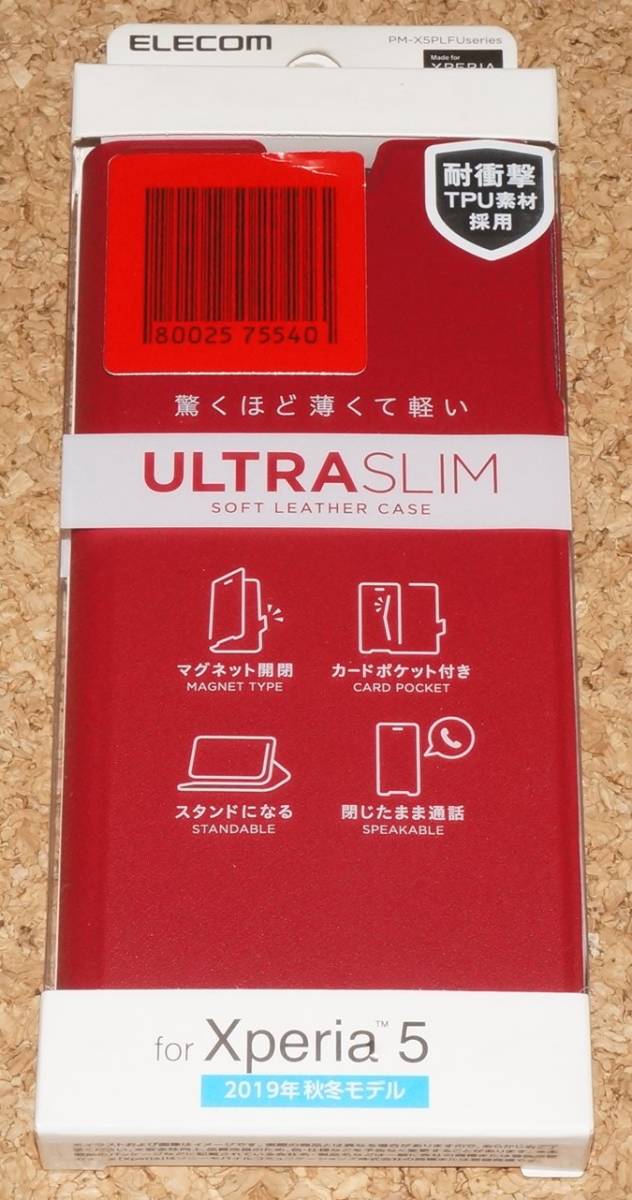 ELECOM
PM-X5PLFUseries
Made for
XPERIA
耐衝撃
TPU素材
採用
80025 75540
驚くほど薄くて軽い
ULTRASLIM
SOFT LEATHER CASE
マグネット開閉
MAGNET TYPE
カードポケット付き
CARD POCKET
スタンドになる
STANDABLE
閉じたまま通話
SPEAKABLE
for Xperia™ 5
2019年秋冬モデル